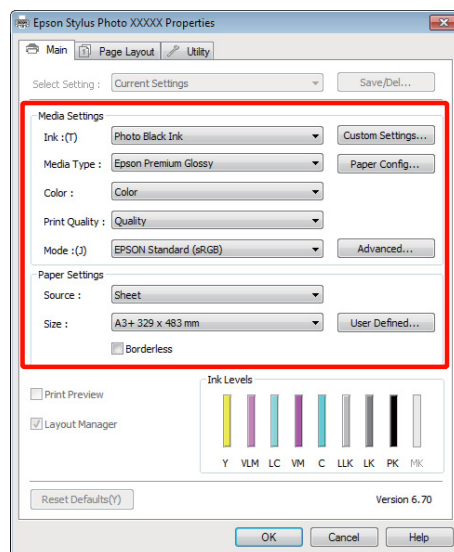 Epson Stylus Photo XXXXX Properties
Main Page Layout Utility
Select Setting : Current Settings Save/Del...
Media Settings
Ink :(T) Photo Black Ink Custom Settings...
Media Type : Epson Premium Glossy Paper Config...
Color : Color
Print Quality : Quality
Mode :(J) EPSON Standard (sRGB) Advanced...
Paper Settings
Source : Sheet
Size : A3+ 329 x 483 mm User Defined...
Borderless
Ink Levels
Print Preview
Layout Manager
Y VLM LC VM C LLK LK PK MK
Reset Defaults(Y) Version 6.70
OK Cancel Help